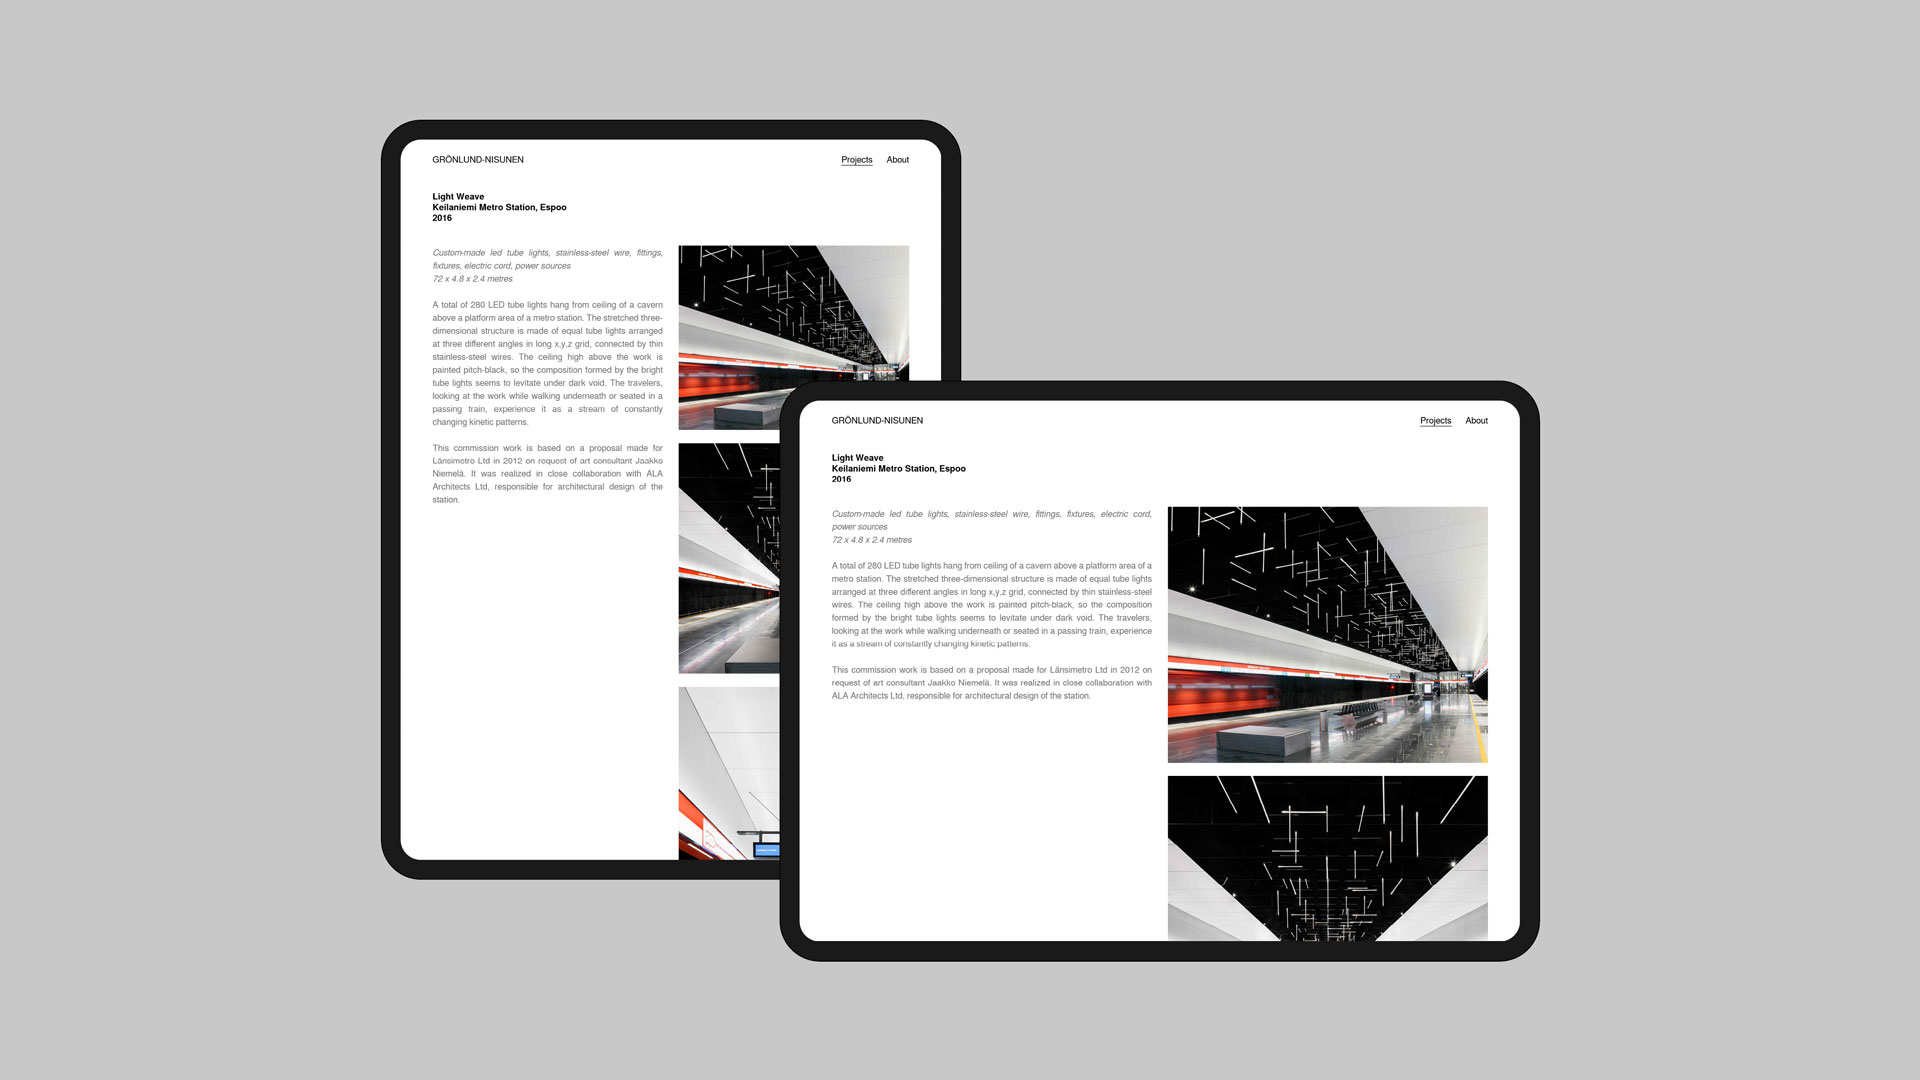 GRÖNLUND-NISUNEN
Projects About
Light Weave
Keilaniemi Metro Station, Espoo
2016
Custom-made led tube lights, stainless-steel wire, fittings,
fixtures, electric cord, power sources
72 x 4.8 x 2.4 metres
A total of 280 LED tube lights hang from ceiling of a cavern
above a platform area of a metro station. The stretched three-
dimensional structure is made of equal tube lights arranged
at three different angles in long x,y,z grid, connected by thin
stainless-steel wires. The ceiling high above the work is
painted pitch-black, so the composition formed by the bright
tube lights seems to levitate under dark void. The travelers,
looking at the work while walking underneath or seated in a
passing train, experience it as a stream of constantly
changing kinetic patterns.
This commission work is based on a proposal made for
Länsimetro Ltd in 2012 on request of art consultant Jaakko
Niemelä. It was realized in close collaboration with ALA
Architects Ltd, responsible for architectural design of the
station.
GRÖNLUND-NISUNEN
Projects About
Light Weave
Keilaniemi Metro Station, Espoo
2016
Custom-made led tube lights, stainless-steel wire, fittings, fixtures, electric cord,
power sources
72 x 4.8 x 2.4 metres
A total of 280 LED tube lights hang from ceiling of a cavern above a platform area of a
metro station. The stretched three-dimensional structure is made of equal tube lights
arranged at three different angles in long x,y,z grid, connected by thin stainless-steel
wires. The ceiling high above the work is painted pitch-black, so the composition
formed by the bright tube lights seems to levitate under dark void. The travelers,
looking at the work while walking underneath or seated in a passing train, experience
it as a stream of constantly changing kinetic patterns.
This commission work is based on a proposal made for Länsimetro Ltd in 2012 on
request of art consultant Jaakko Niemelä. It was realized in close collaboration with
ALA Architects Ltd, responsible for architectural design of the station.